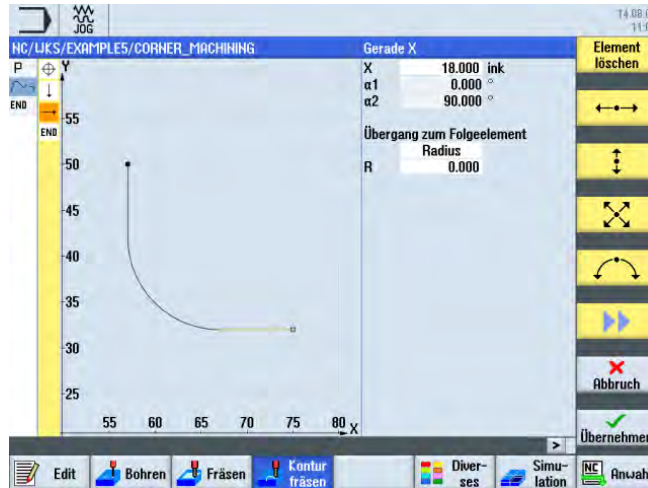 14.08.
JOG
NC/WKS/EXAMPLE5/CORNER_MACHINING
Gerade X
Element
löschen
P
END
END
Y
X 18.000 ink
α1 0.000 °
α2 90.000 °
Übergang zum Folgeelement
Radius
R 0.000
55
50
45
40
35
30
25
55 60 65 70 75 80 X
Abbruch
Übernehmen
>
Edit
Bohren
Fräsen
Kontur
fräsen
Diver-
ses
Simu-
lation
NC
Anwah